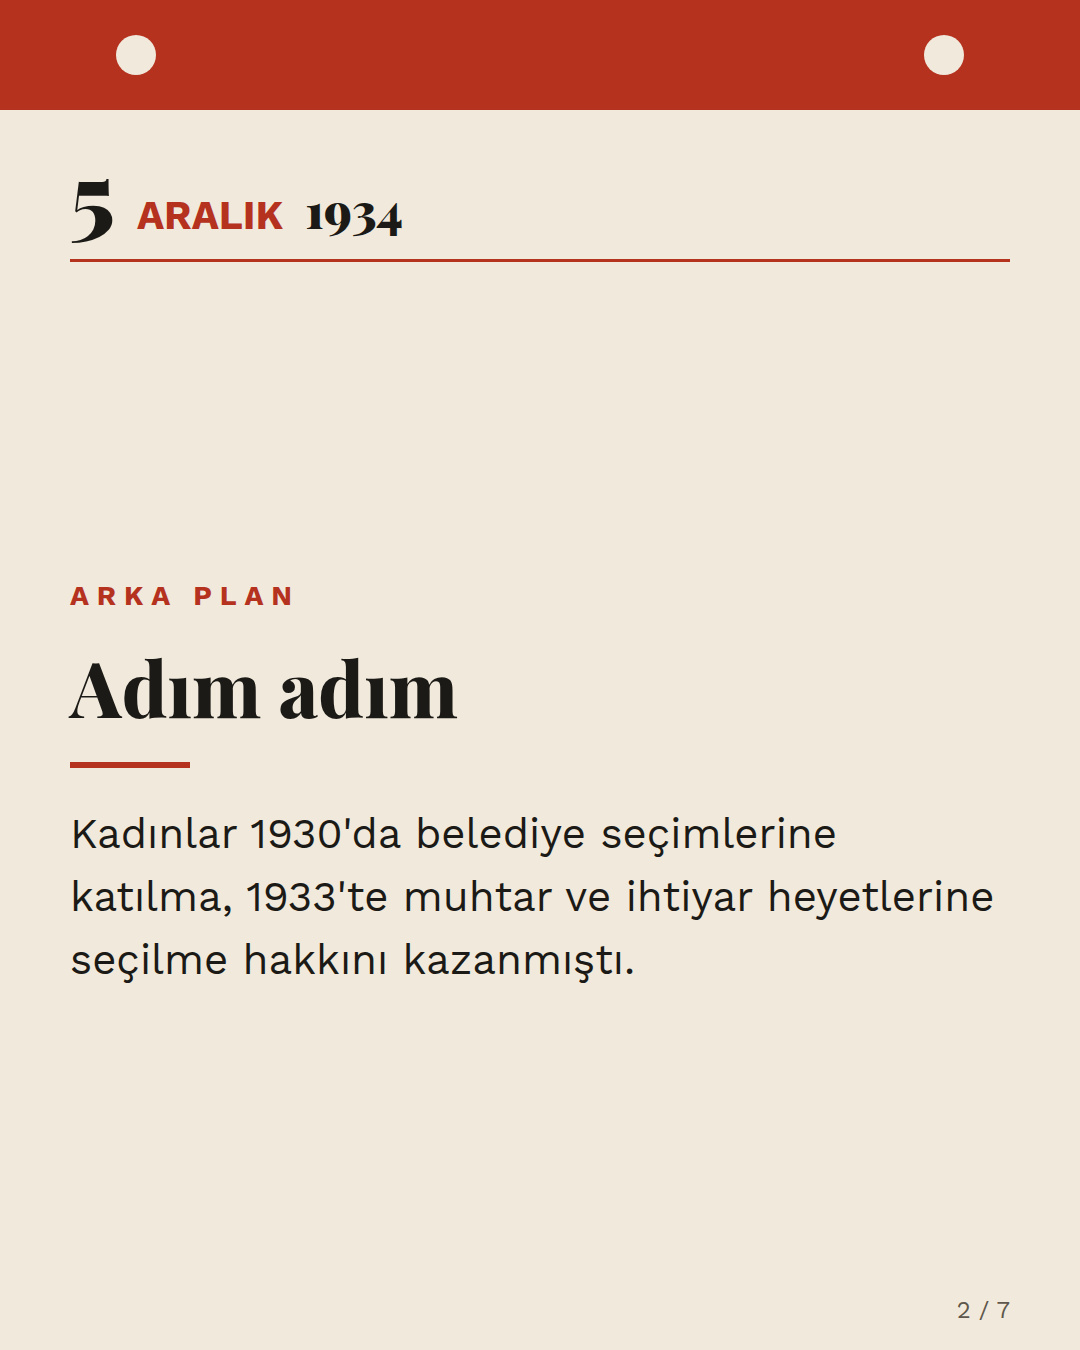 5 ARALIK 1934
ARKA PLAN
Adım adım
Kadınlar 1930'da belediye seçimlerine
katılma, 1933'te muhtar ve ihtiyar heyetlerine
seçilme hakkını kazanmıştı.
2 / 7